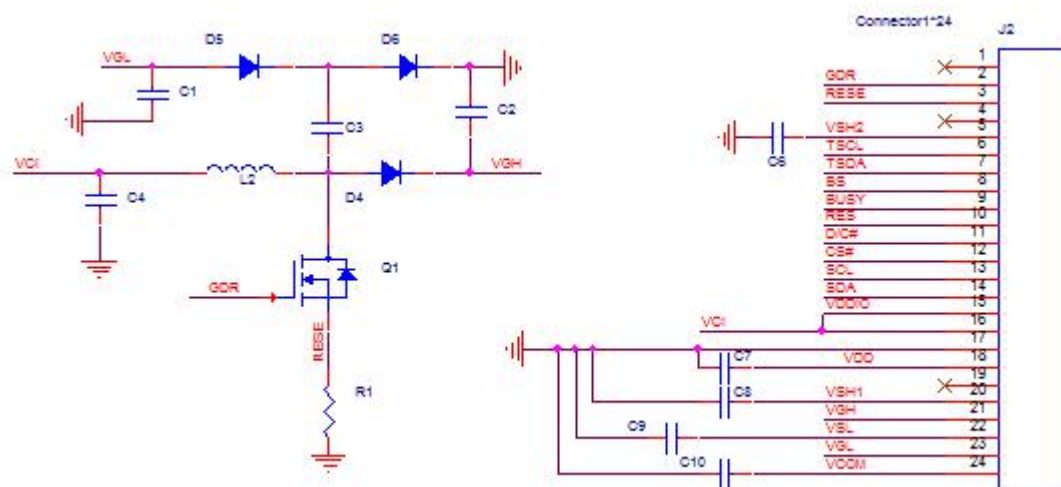 Connector1*24
J2
D5
D6
VGL
C1
C3
C2
VCI
L2
D4
VGH
C4
GDR
Q1
RESE
R1
1
GDR 2
RESE 3
4
C6 VSH2 5
TSCL 6
TSDA 7
BS 8
BUSY 9
RES 10
D/C# 11
CS# 12
SCL 13
SDA 14
VDDIO 15
VCI 16
17
C7 VDD 18
19
C8 VSH1 20
VGH 21
C9 VSL 22
VGL 23
C10 VCOM 24